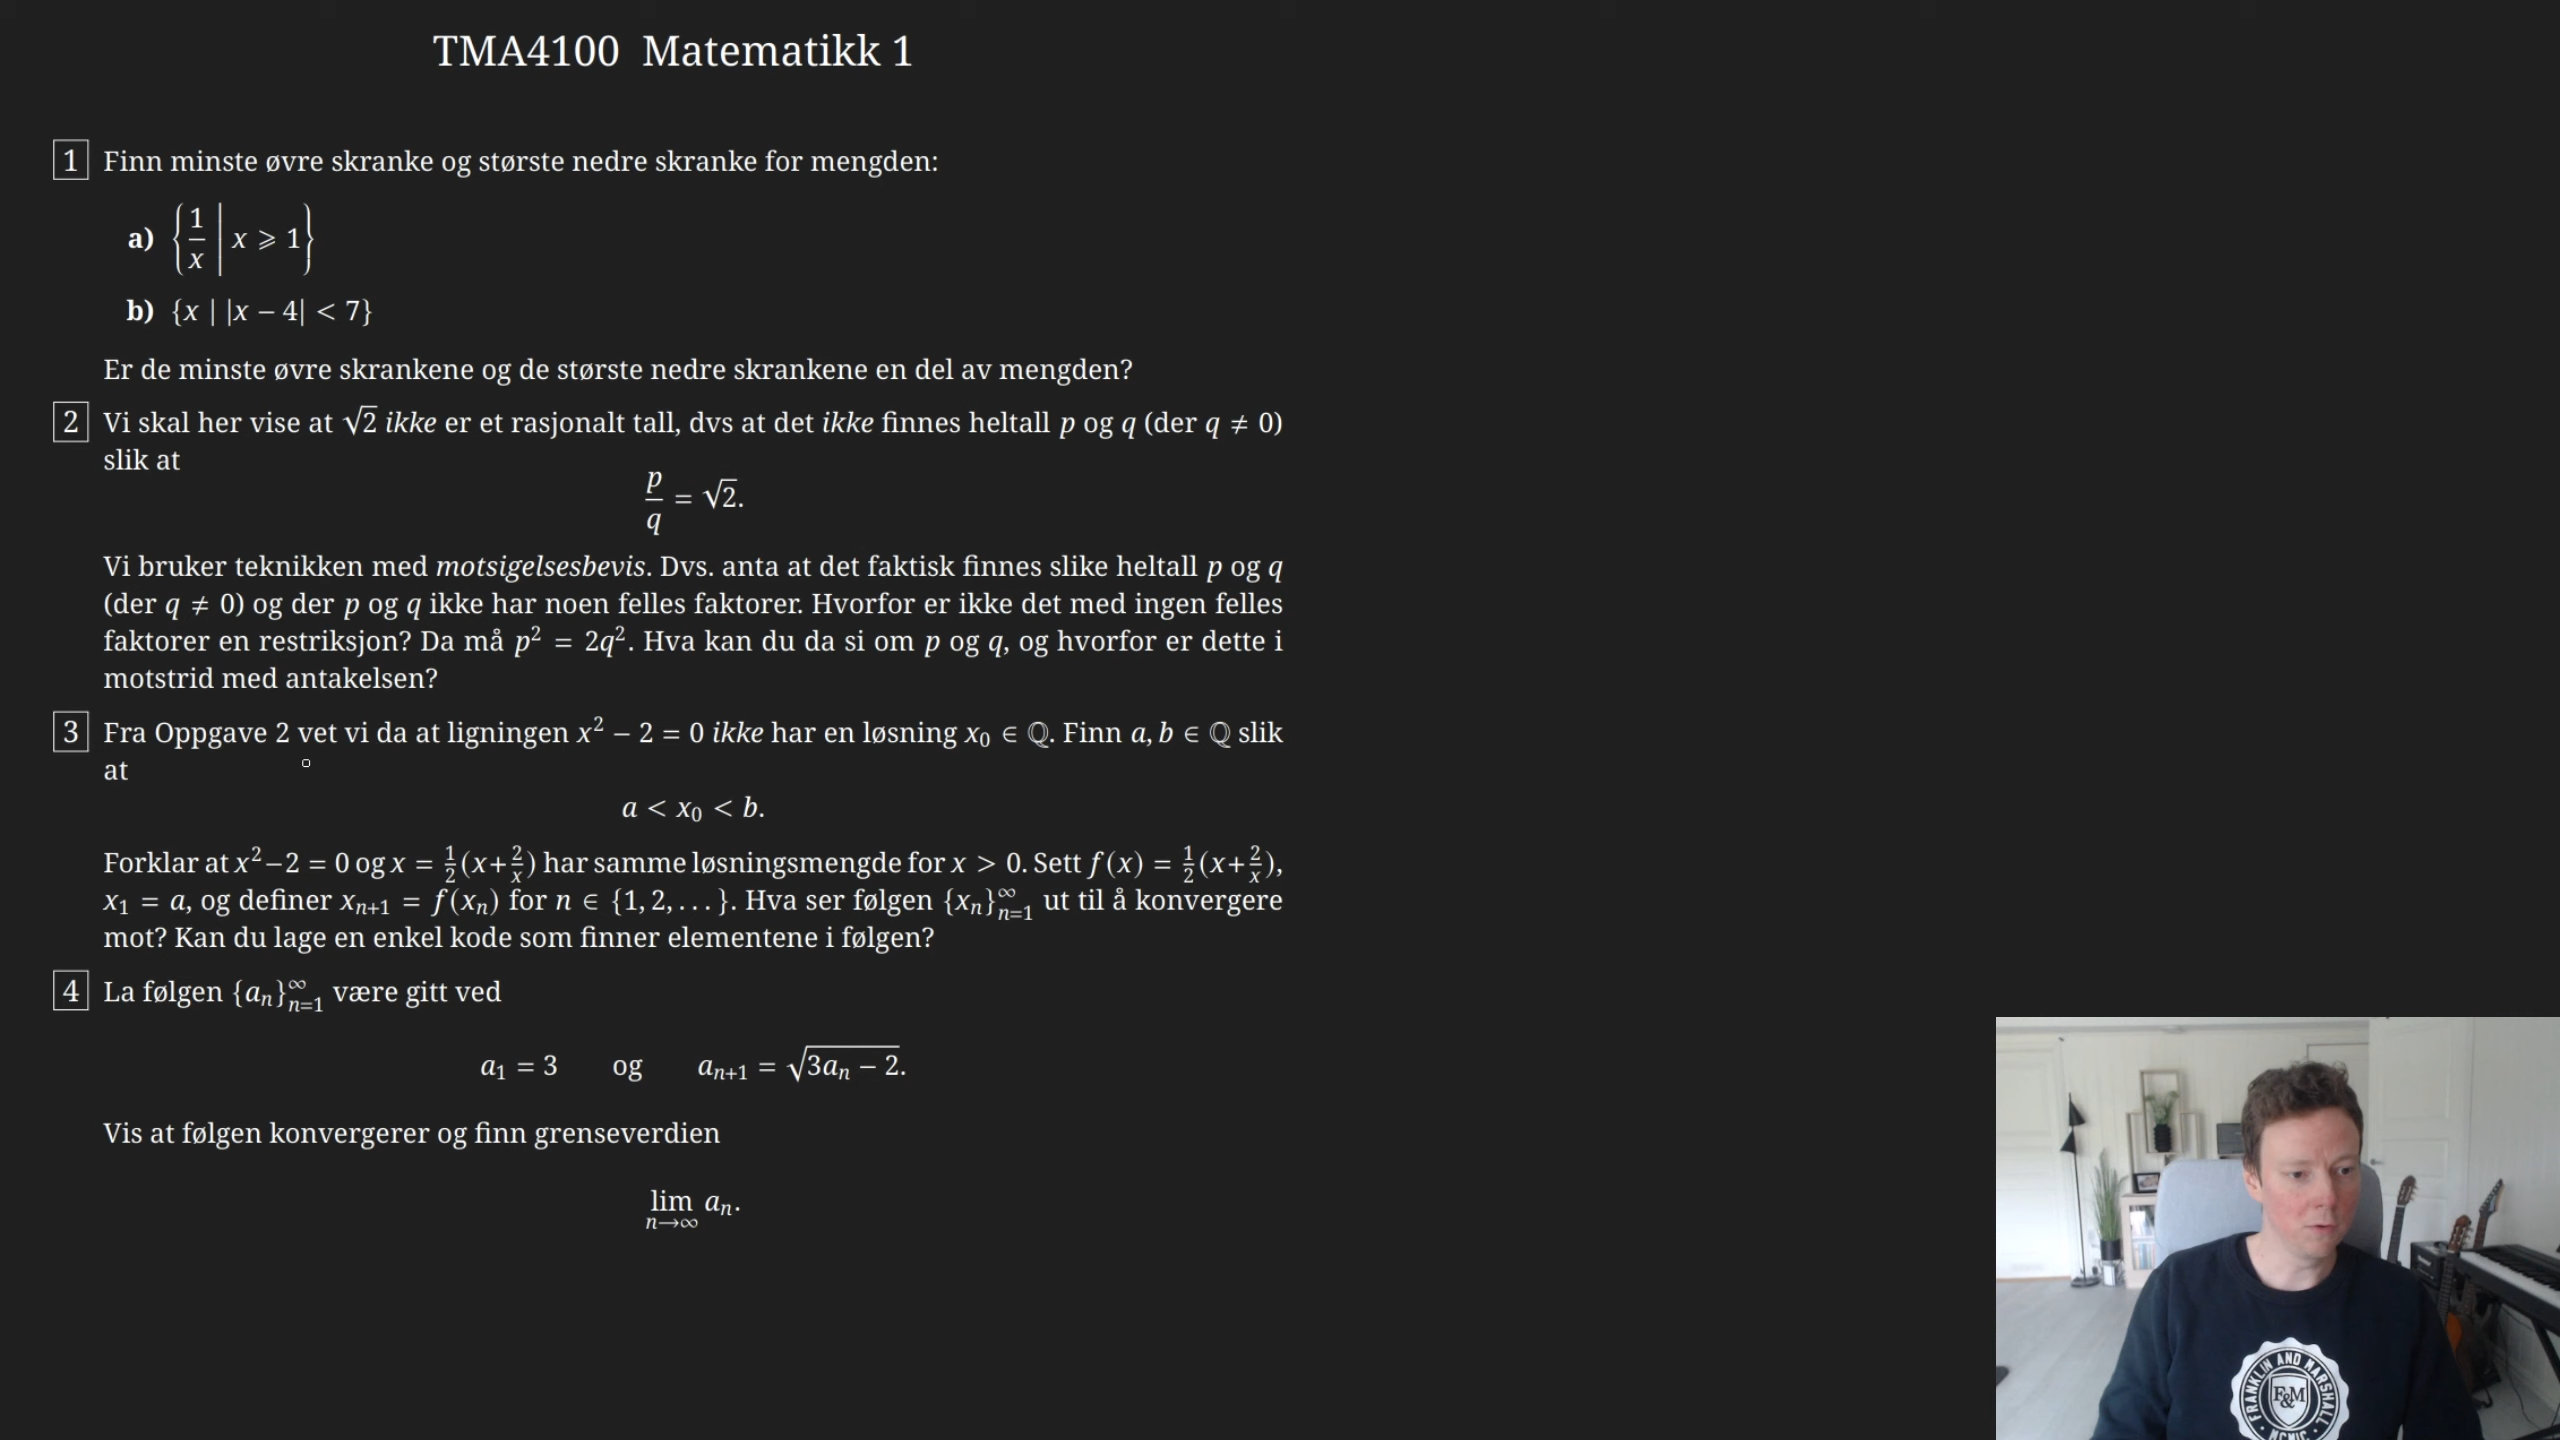 TMA4100 Matematikk 1
1 Finn minste øvre skranke og største nedre skranke for mengden:
a) {1/x | x ⩾ 1}
b) {x | |x − 4| < 7}
Er de minste øvre skrankene og de største nedre skrankene en del av mengden?
2 Vi skal her vise at √2 ikke er et rasjonalt tall, dvs at det ikke finnes heltall p og q (der q ≠ 0)
slik at
p/q = √2.
Vi bruker teknikken med motsigelsesbevis. Dvs. anta at det faktisk finnes slike heltall p og q
(der q ≠ 0) og der p og q ikke har noen felles faktorer. Hvorfor er ikke det med ingen felles
faktorer en restriksjon? Da må p² = 2q². Hva kan du da si om p og q, og hvorfor er dette i
motstrid med antakelsen?
3 Fra Oppgave 2 vet vi da at ligningen x² − 2 = 0 ikke har en løsning x₀ ∈ ℚ. Finn a, b ∈ ℚ slik
at
a < x₀ < b.
Forklar at x² − 2 = 0 og x = ½(x + 2/x) har samme løsningsmengde for x > 0. Sett f(x) = ½(x + 2/x),
x₁ = a, og definer xₙ₊₁ = f(xₙ) for n ∈ {1, 2, . . . }. Hva ser følgen {xₙ}∞ₙ₌₁ ut til å konvergere
mot? Kan du lage en enkel kode som finner elementene i følgen?
4 La følgen {aₙ}∞ₙ₌₁ være gitt ved
a₁ = 3 og aₙ₊₁ = √(3aₙ − 2).
Vis at følgen konvergerer og finn grenseverdien
lim n→∞ aₙ.
FRANKLIN AND MARSHALL
F&M
MCMIC